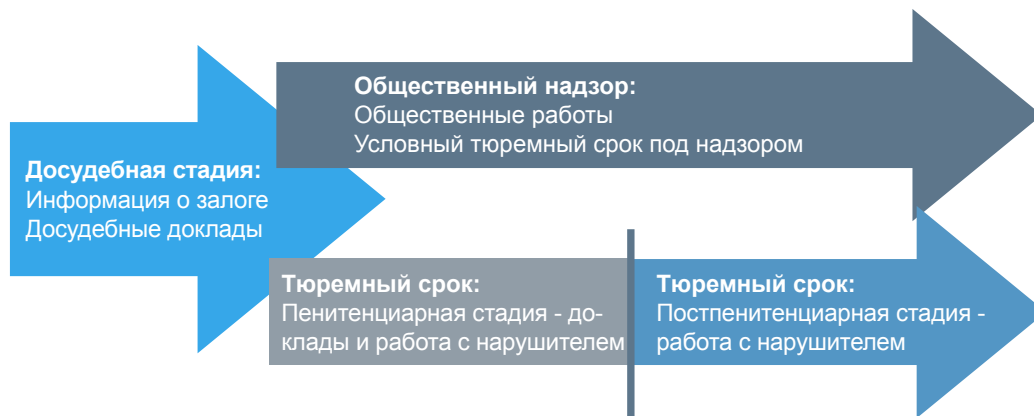 Общественный надзор:
Общественные работы
Условный тюремный срок под надзором
Досудебная стадия:
Информация о залоге
Досудебные доклады
Тюремный срок:
Пенитенциарная стадия - до-
клады и работа с нарушителем
Тюремный срок:
Постпенитенциарная стадия -
работа с нарушителем